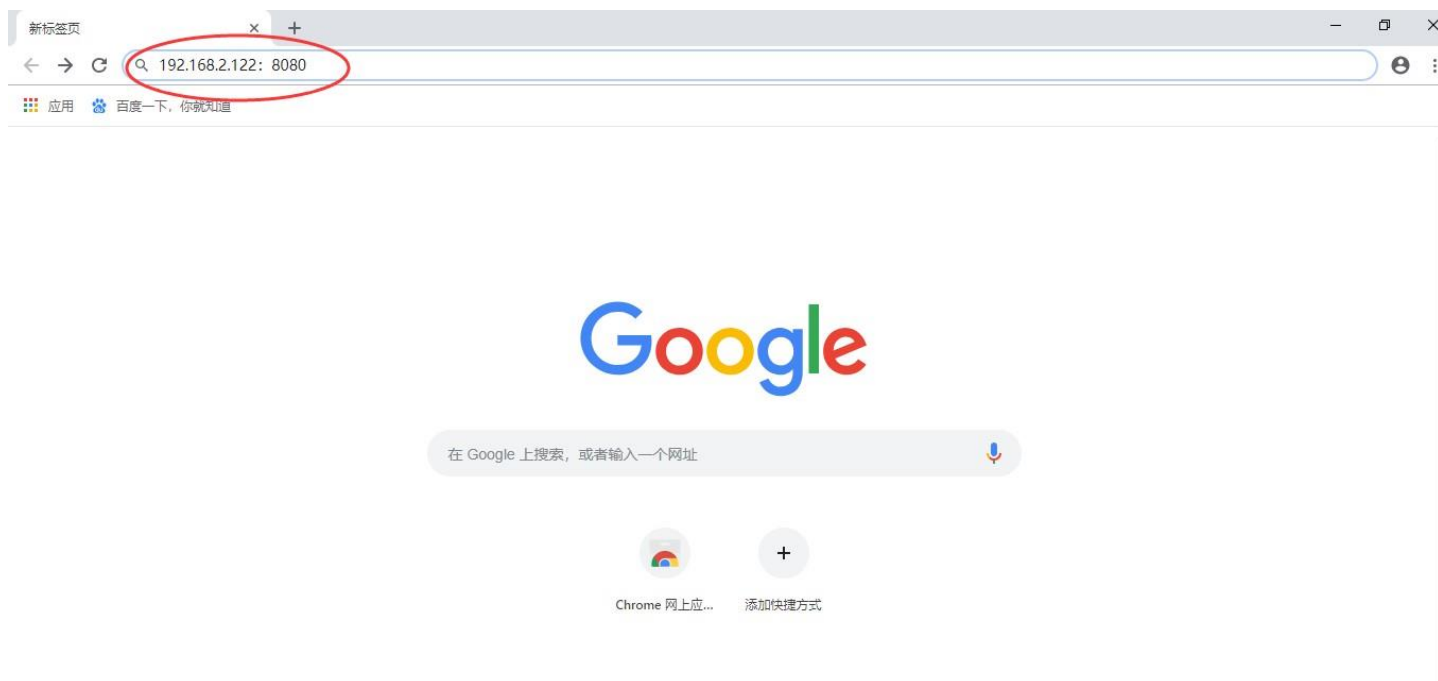 新标签页
192.168.2.122：8080
应用 百度一下，你就知道
Google
在 Google 上搜索，或者输入一个网址
Chrome 网上应... 添加快捷方式